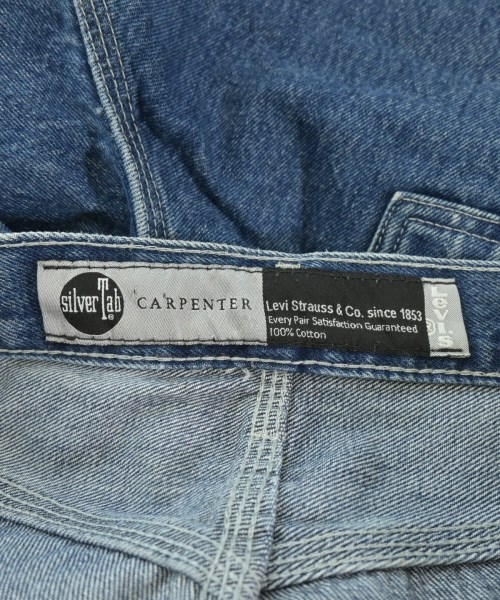 silverTab
®
CARPENTER
Levi Strauss & Co. since 1853
Every Pair Satisfaction Guaranteed
100% Cotton
LEVI'S
®